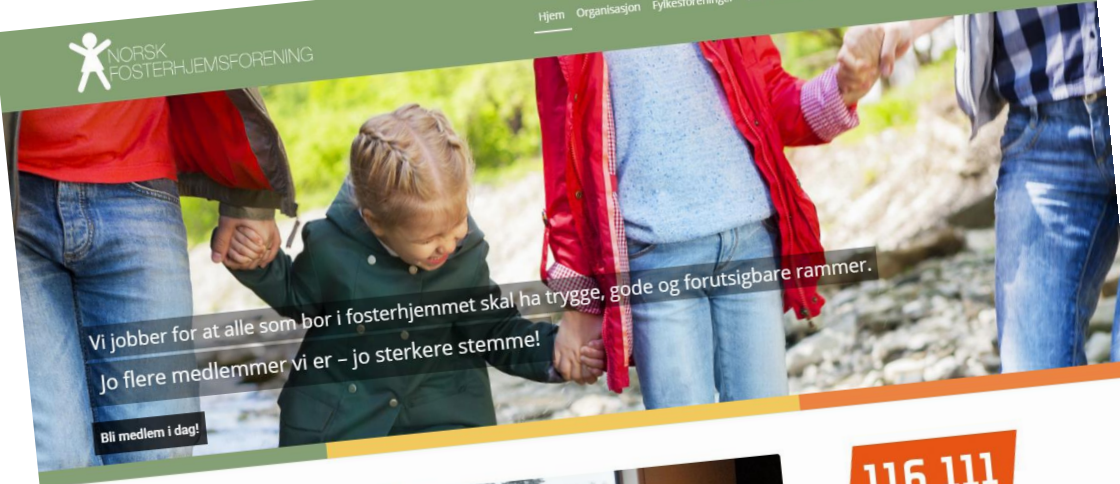 Hjem Organisasjon Fylkesforeninger
NORSK
FOSTERHJEMSFORENING
Vi jobber for at alle som bor i fosterhjemmet skal ha trygge, gode og forutsigbare rammer.
Jo flere medlemmer vi er – jo sterkere stemme!
Bli medlem i dag!
116 111